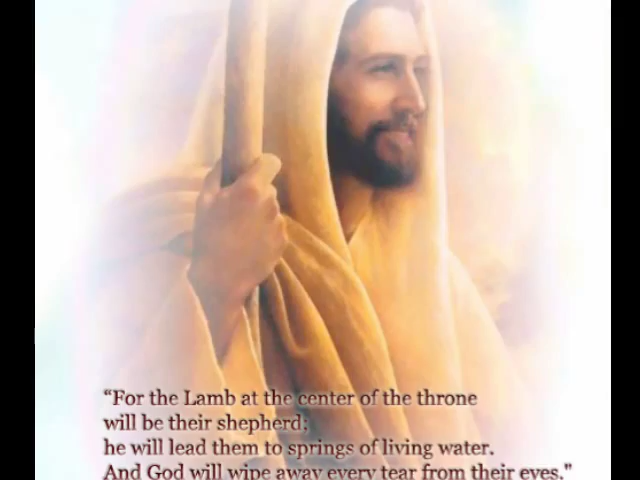 “For the Lamb at the center of the throne
will be their shepherd;
he will lead them to springs of living water.
And God will wipe away every tear from their eyes."